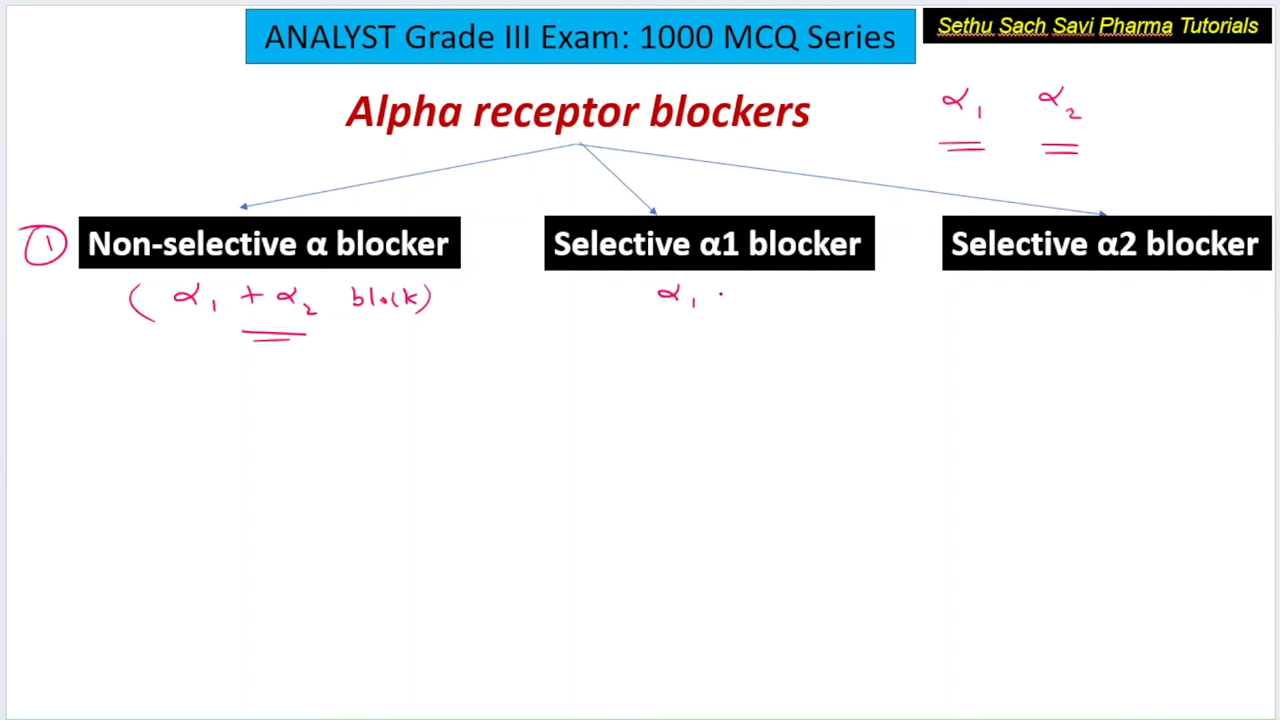 ANALYST Grade III Exam: 1000 MCQ Series
Sethu Sach Savi Pharma Tutorials
Alpha receptor blockers
α1 α2
① Non-selective α blocker
Selective α1 blocker
Selective α2 blocker
( α1 + α2 block)
α1